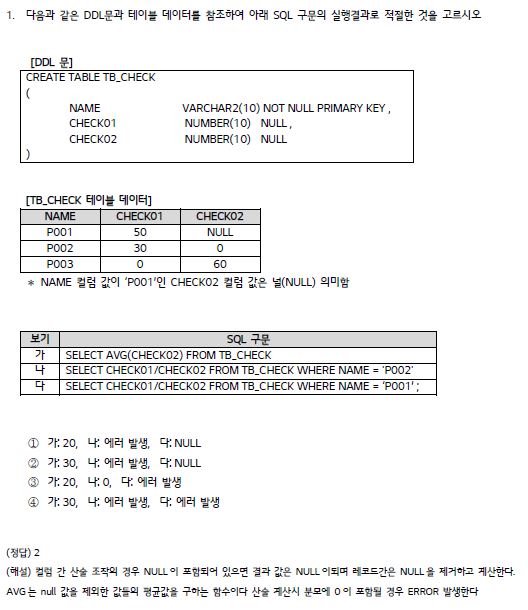 1. 다음과 같은 DDL문과 테이블 데이터를 참조하여 아래 SQL 구문의 실행결과로 적절한 것을 고르시오
[DDL 문]
CREATE TABLE TB_CHECK
(
NAME VARCHAR2(10) NOT NULL PRIMARY KEY ,
CHECK01 NUMBER(10) NULL ,
CHECK02 NUMBER(10) NULL
)
[TB_CHECK 테이블 데이터]
NAME CHECK01 CHECK02
P001 50 NULL
P002 30 0
P003 0 60
* NAME 컬럼 값이 'P001'인 CHECK02 컬럼 값은 널(NULL) 의미함
보기 SQL 구문
가 SELECT AVG(CHECK02) FROM TB_CHECK
나 SELECT CHECK01/CHECK02 FROM TB_CHECK WHERE NAME = 'P002'
다 SELECT CHECK01/CHECK02 FROM TB_CHECK WHERE NAME = 'P001' ;
① 가: 20, 나: 에러 발생, 다: NULL
② 가: 30, 나: 에러 발생, 다: NULL
③ 가: 20, 나: 0, 다: 에러 발생
④ 가: 30, 나: 에러 발생, 다: 에러 발생
(정답) 2
(해설) 컬럼 간 산술 조작의 경우 NULL 이 포함되어 있으면 결과 값은 NULL 이되며 레코드간은 NULL 을 제거하고 계산한다.
AVG 는 null 값을 제외한 값들의 평균값을 구하는 함수이다 산술 계산시 분모에 0 이 포함될 경우 ERROR 발생한다